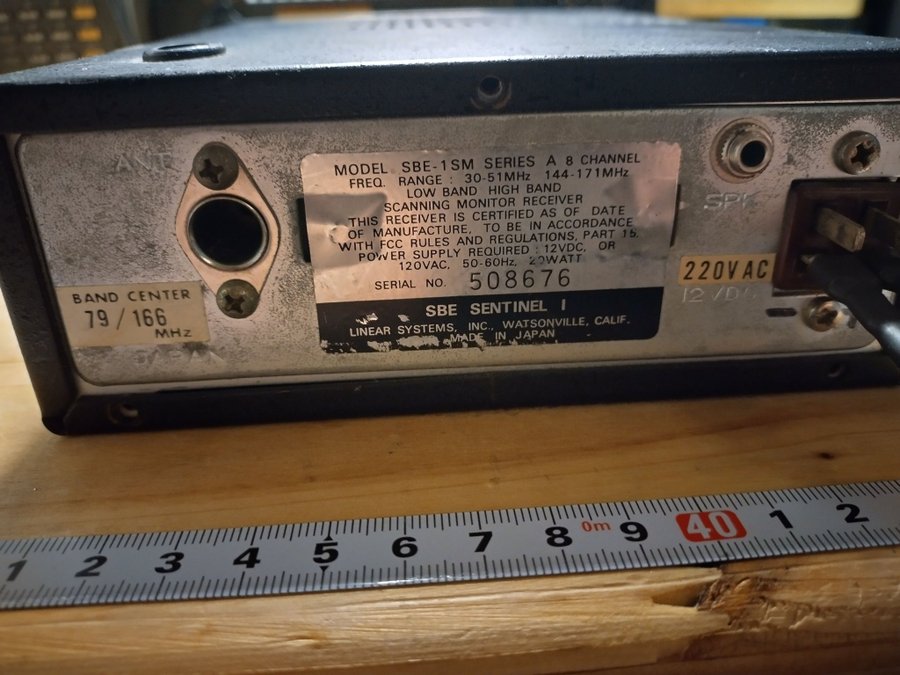 ANT
MODEL SBE-1SM SERIES A 8 CHANNEL
FREQ. RANGE : 30-51MHz 144-171MHz
LOW BAND HIGH BAND
SCANNING MONITOR RECEIVER
THIS RECEIVER IS CERTIFIED AS OF DATE
OF MANUFACTURE, TO BE IN ACCORDANCE
WITH FCC RULES AND REGULATIONS, PART 15.
POWER SUPPLY REQUIRED : 12VDC, OR
120VAC, 50-60Hz, 20WATT
SERIAL NO. 508676
SBE SENTINEL I
LINEAR SYSTEMS, INC., WATSONVILLE, CALIF.
MADE IN JAPAN
BAND CENTER
79/166
MHz
220VAC
12VDC
1 2 3 4 5 6 7 8 0m 9 40 1 2